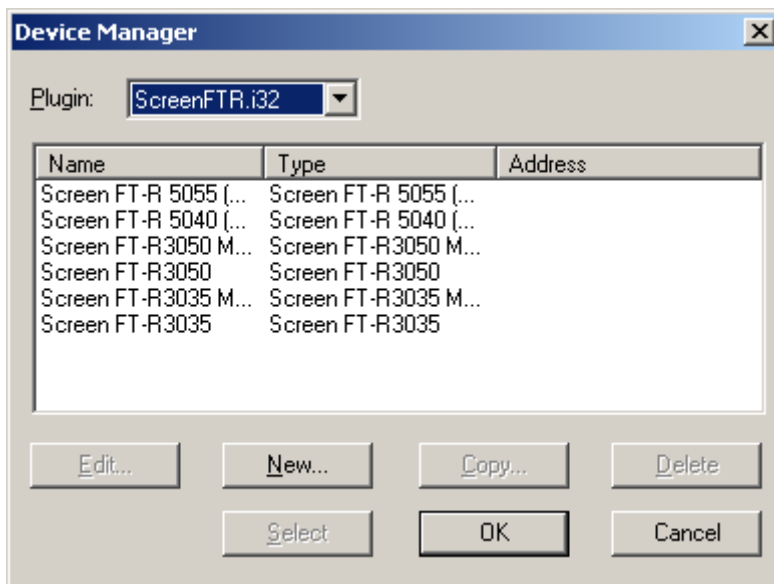 Device Manager
Plugin: ScreenFTR.i32
Name Type Address
Screen FT-R 5055 (... Screen FT-R 5055 (...
Screen FT-R 5040 (... Screen FT-R 5040 (...
Screen FT-R3050 M... Screen FT-R3050 M...
Screen FT-R3050 Screen FT-R3050
Screen FT-R3035 M... Screen FT-R3035 M...
Screen FT-R3035 Screen FT-R3035
Edit... New... Copy... Delete
Select OK Cancel